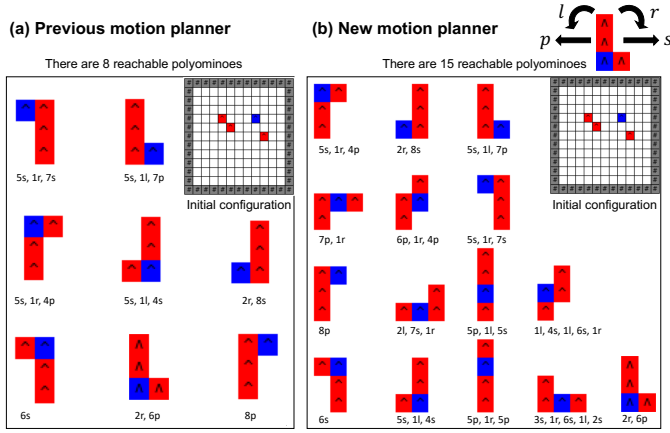 (a) Previous motion planner
There are 8 reachable polyominoes
5s, 1r, 7s
5s, 1l, 7p
Initial configuration
5s, 1r, 4p
5s, 1l, 4s
2r, 8s
6s
2r, 6p
8p
(b) New motion planner
l
r
p
s
There are 15 reachable polyominoes
5s, 1r, 4p
2r, 8s
5s, 1l, 7p
Initial configuration
7p, 1r
6p, 1r, 4p
5s, 1r, 7s
8p
2l, 7s, 1r
5p, 1l, 5s
1l, 4s, 1l, 6s, 1r
6s
5s, 1l, 4s
5p, 1r, 5p
3s, 1r, 6s, 1l, 2s
2r, 6p